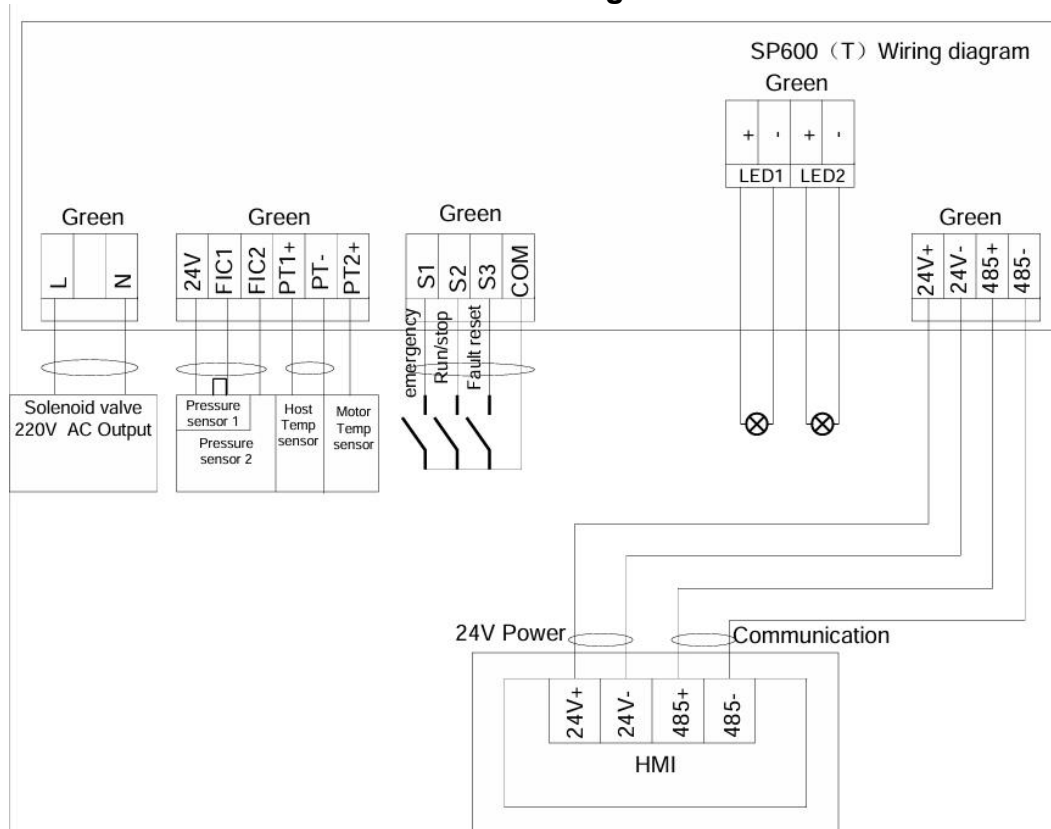 SP600（T）Wiring diagram
Green
+ - + -
LED1 LED2
Green
L N
Green
24V FIC1 FIC2 PT1+ PT- PT2+
Green
S1 S2 S3 COM
Green
24V+ 24V- 485+ 485-
emergency
Run/stop
Fault reset
Solenoid valve
220V AC Output
Pressure
sensor 1
Pressure
sensor 2
Host
Temp
sensor
Motor
Temp
sensor
24V Power
Communication
24V+ 24V- 485+ 485-
HMI